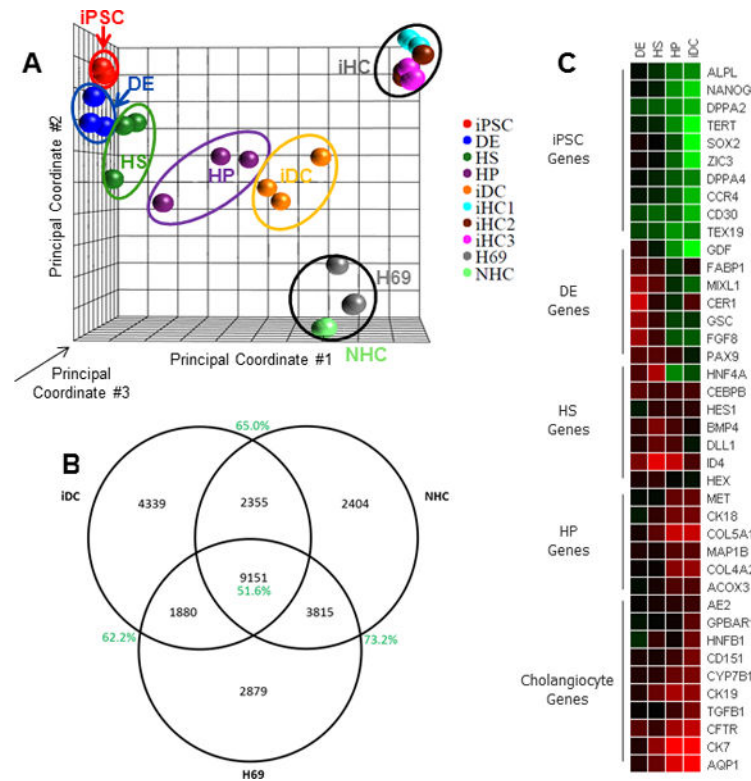 iPSC
A
DE
HS
HP
iDC
iHC
H69
NHC
Principal Coordinate #2
Principal Coordinate #1
Principal
Coordinate #3
iPSC
DE
HS
HP
iDC
iHC1
iHC2
iHC3
H69
NHC
B
65.0%
iDC
4339
2355
2404
NHC
9151
51.6%
1880
3815
62.2%
73.2%
2879
H69
C
DE
HS
HP
iDC
iPSC
Genes
ALPL
NANOG
DPPA2
TERT
SOX2
ZIC3
DPPA4
CCR4
CD30
TEX19
DE
Genes
GDF
FABP1
MIXL1
CER1
GSC
FGF8
PAX9
HS
Genes
HNF4A
CEBPB
HES1
BMP4
DLL1
ID4
HEX
HP
Genes
MET
CK18
COL5A1
MAP1B
COL4A2
ACOX3
Cholangiocyte
Genes
AE2
GPBAR1
HNFB1
CD151
CYP7B1
CK19
TGFB1
CFTR
CK7
AQP1